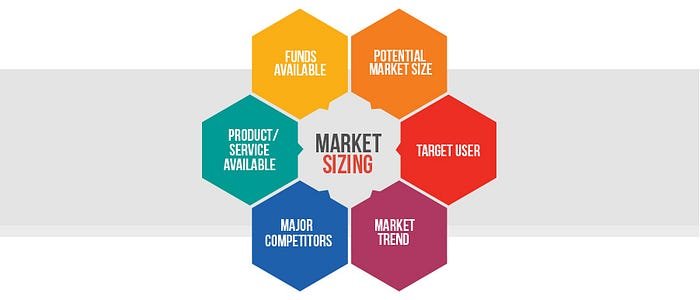 FUNDS
AVAILABLE
POTENTIAL
MARKET SIZE
PRODUCT/
SERVICE
AVAILABLE
MARKET
SIZING
TARGET USER
MAJOR
COMPETITORS
MARKET
TREND